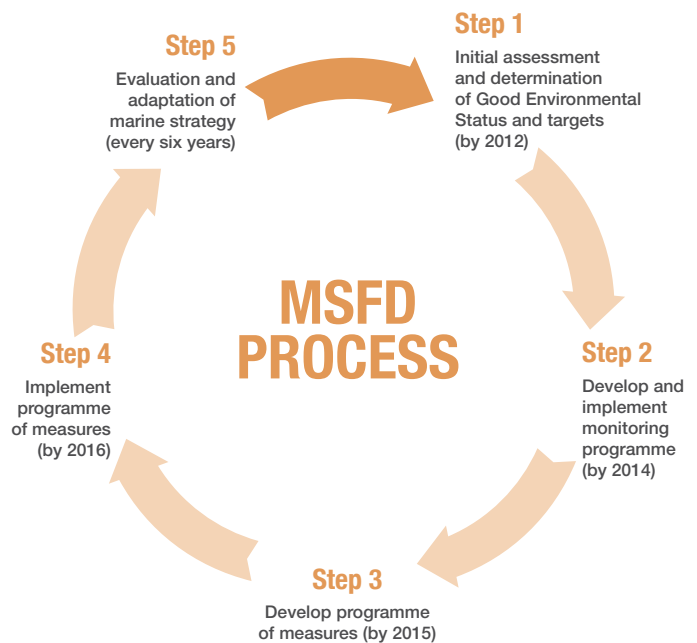 MSFD
PROCESS
Step 1
Initial assessment
and determination
of Good Environmental
Status and targets
(by 2012)
Step 2
Develop and
implement
monitoring
programme
(by 2014)
Step 3
Develop programme
of measures (by 2015)
Step 4
Implement
programme
of measures
(by 2016)
Step 5
Evaluation and
adaptation of
marine strategy
(every six years)